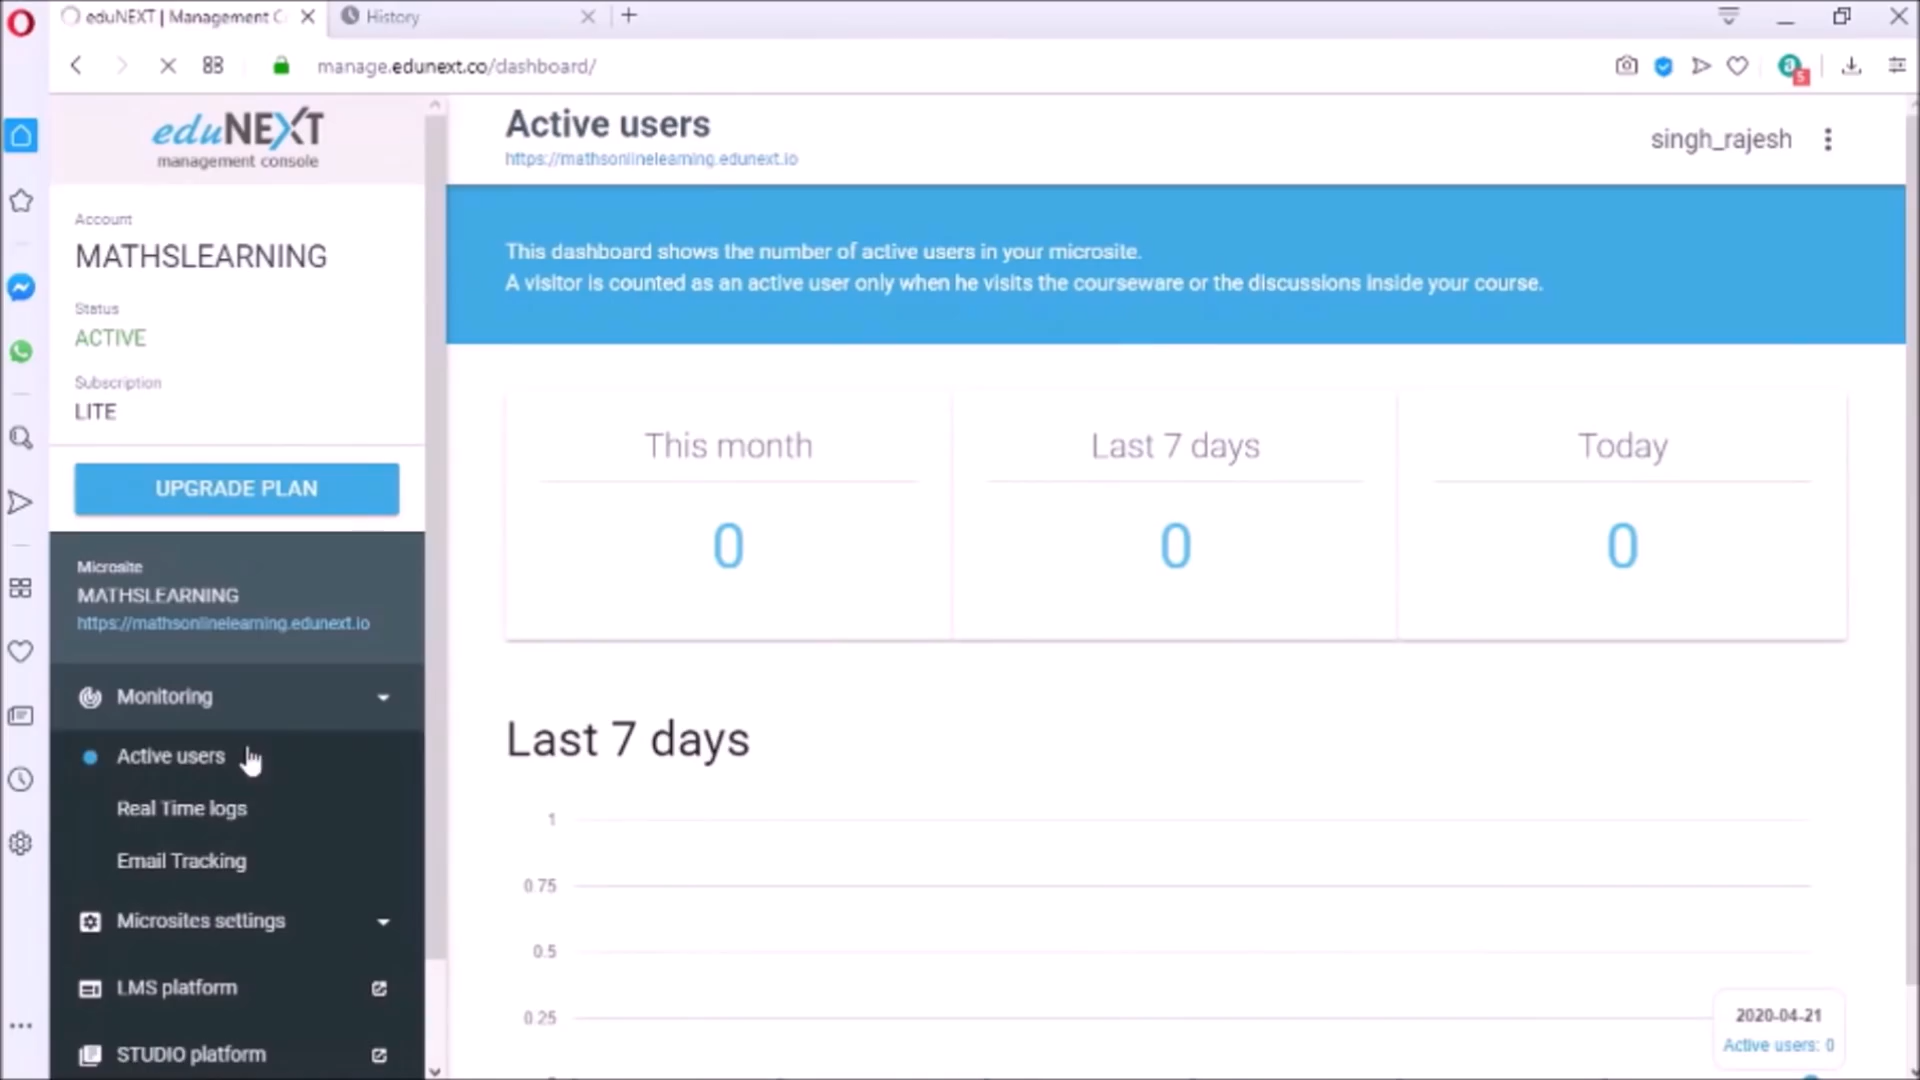 eduNEXT | Management C
History
manage.edunext.co/dashboard/
5
eduNEXT
management console
Account
MATHSLEARNING
Status
ACTIVE
Subscription
LITE
UPGRADE PLAN
Microsite
MATHSLEARNING
https://mathsonlinelearning.edunext.io
Monitoring
Active users
Real Time logs
Email Tracking
Microsites settings
LMS platform
STUDIO platform
Active users
https://mathsonlinelearning.edunext.io
singh_rajesh
This dashboard shows the number of active users in your microsite.
A visitor is counted as an active user only when he visits the courseware or the discussions inside your course.
This month
0
Last 7 days
0
Today
0
Last 7 days
1
0.75
0.5
0.25
2020-04-21
Active users: 0